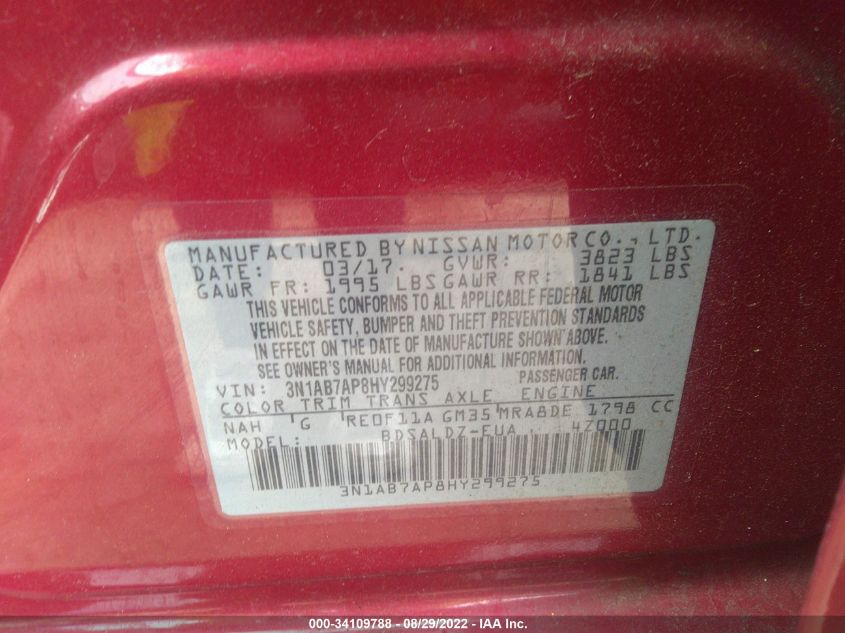 MANUFACTURED BY NISSAN MOTOR CO., LTD.
DATE: 03/17. GVWR: 3823 LBS
GAWR FR: 1995 LBS GAWR RR: 1841 LBS
THIS VEHICLE CONFORMS TO ALL APPLICABLE FEDERAL MOTOR
VEHICLE SAFETY, BUMPER AND THEFT PREVENTION STANDARDS
IN EFFECT ON THE DATE OF MANUFACTURE SHOWN ABOVE.
SEE OWNER'S MANUAL FOR ADDITIONAL INFORMATION.
VIN: 3N1AB7AP8HY299275 PASSENGER CAR.
COLOR TRIM TRANS AXLE ENGINE
NAH G RE0F11A GM35 MRA8DE 1798 CC
MODEL: BDSALDZ-EUA 47000
3N1AB7AP8HY299275
000-34109788 - 08/29/2022 - IAA Inc.